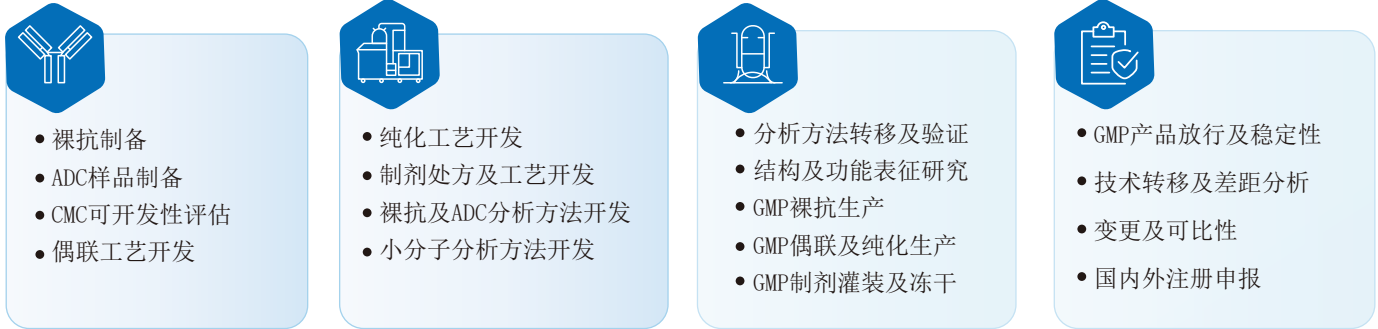 • 裸抗制备
• ADC样品制备
• CMC可开发性评估
• 偶联工艺开发
• 纯化工艺开发
• 制剂处方及工艺开发
• 裸抗及ADC分析方法开发
• 小分子分析方法开发
• 分析方法转移及验证
• 结构及功能表征研究
• GMP裸抗生产
• GMP偶联及纯化生产
• GMP制剂灌装及冻干
• GMP产品放行及稳定性
• 技术转移及差距分析
• 变更及可比性
• 国内外注册申报